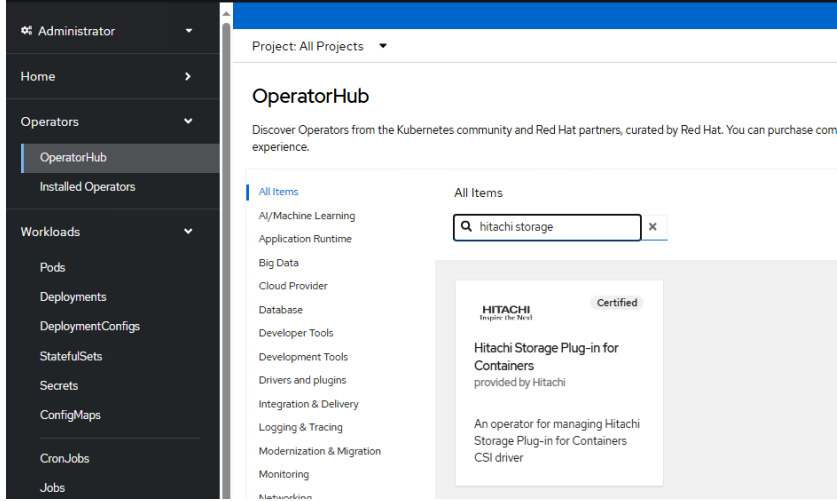 Administrator
Home
Operators
OperatorHub
Installed Operators
Workloads
Pods
Deployments
DeploymentConfigs
StatefulSets
Secrets
ConfigMaps
CronJobs
Jobs
Project: All Projects
OperatorHub
Discover Operators from the Kubernetes community and Red Hat partners, curated by Red Hat. You can purchase com
experience.
All Items
AI/Machine Learning
Application Runtime
Big Data
Cloud Provider
Database
Developer Tools
Development Tools
Drivers and plugins
Integration & Delivery
Logging & Tracing
Modernization & Migration
Monitoring
Networking
All Items
hitachi storage
HITACHI
Inspire the Next
Certified
Hitachi Storage Plug-in for
Containers
provided by Hitachi
An operator for managing Hitachi
Storage Plug-in for Containers
CSI driver